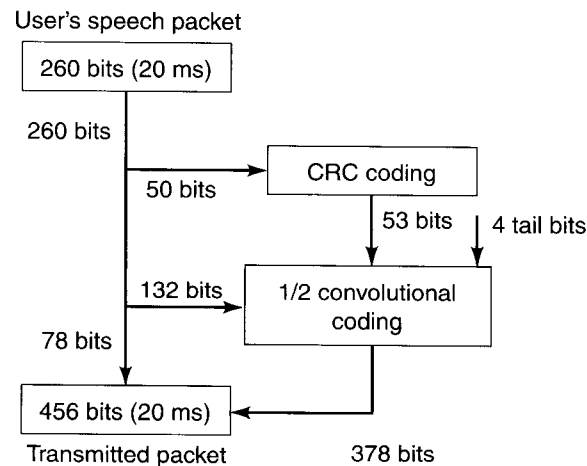 User's speech packet
260 bits (20 ms)
260 bits
CRC coding
50 bits
53 bits
4 tail bits
132 bits
1/2 convolutional
coding
78 bits
456 bits (20 ms)
Transmitted packet
378 bits